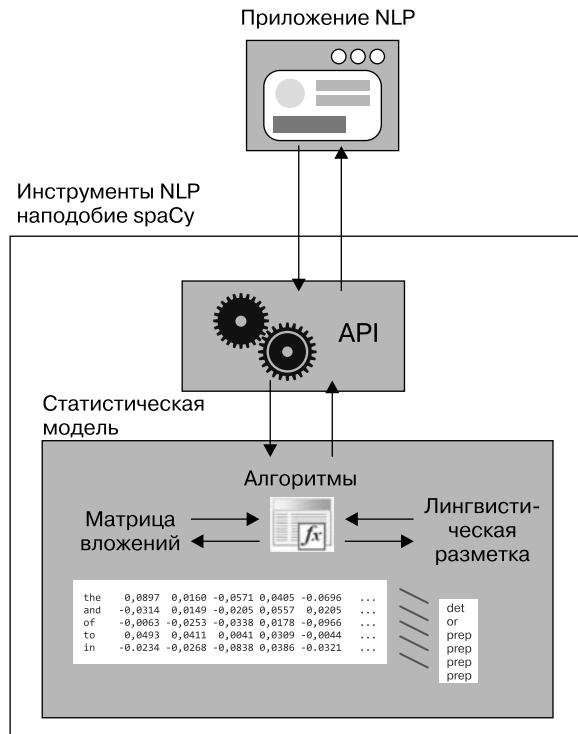 Приложение NLP
Инструменты NLP
наподобие spaCy
API
Статистическая
модель
Алгоритмы
Матрица
вложений
Лингвисти-
ческая
разметка
fx
the 0,0897 0,0160 -0,0571 0,0405 -0.0696 ...
and -0,0314 0,0149 -0,0205 0,0557 0,0205 ...
of -0,0063 -0,0253 -0,0338 0,0178 -0,0966 ...
to 0,0493 0,0411 0,0041 0,0309 -0,0044 ...
in -0.0234 -0,0268 -0,0838 0,0386 -0.0321 ...
det
or
prep
prep
prep
prep